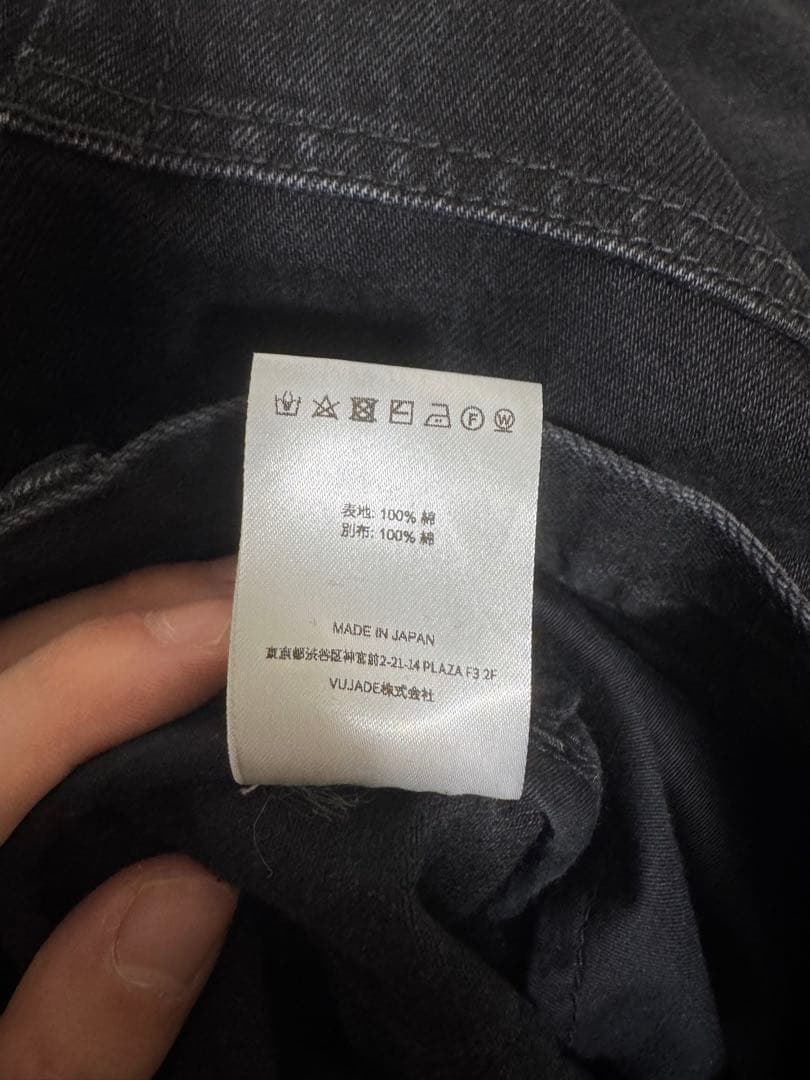 表地: 100% 綿
別布: 100% 綿
MADE IN JAPAN
東京都渋谷区神宮前2-21-14 PLAZA F3 2F
VUJADE株式会社